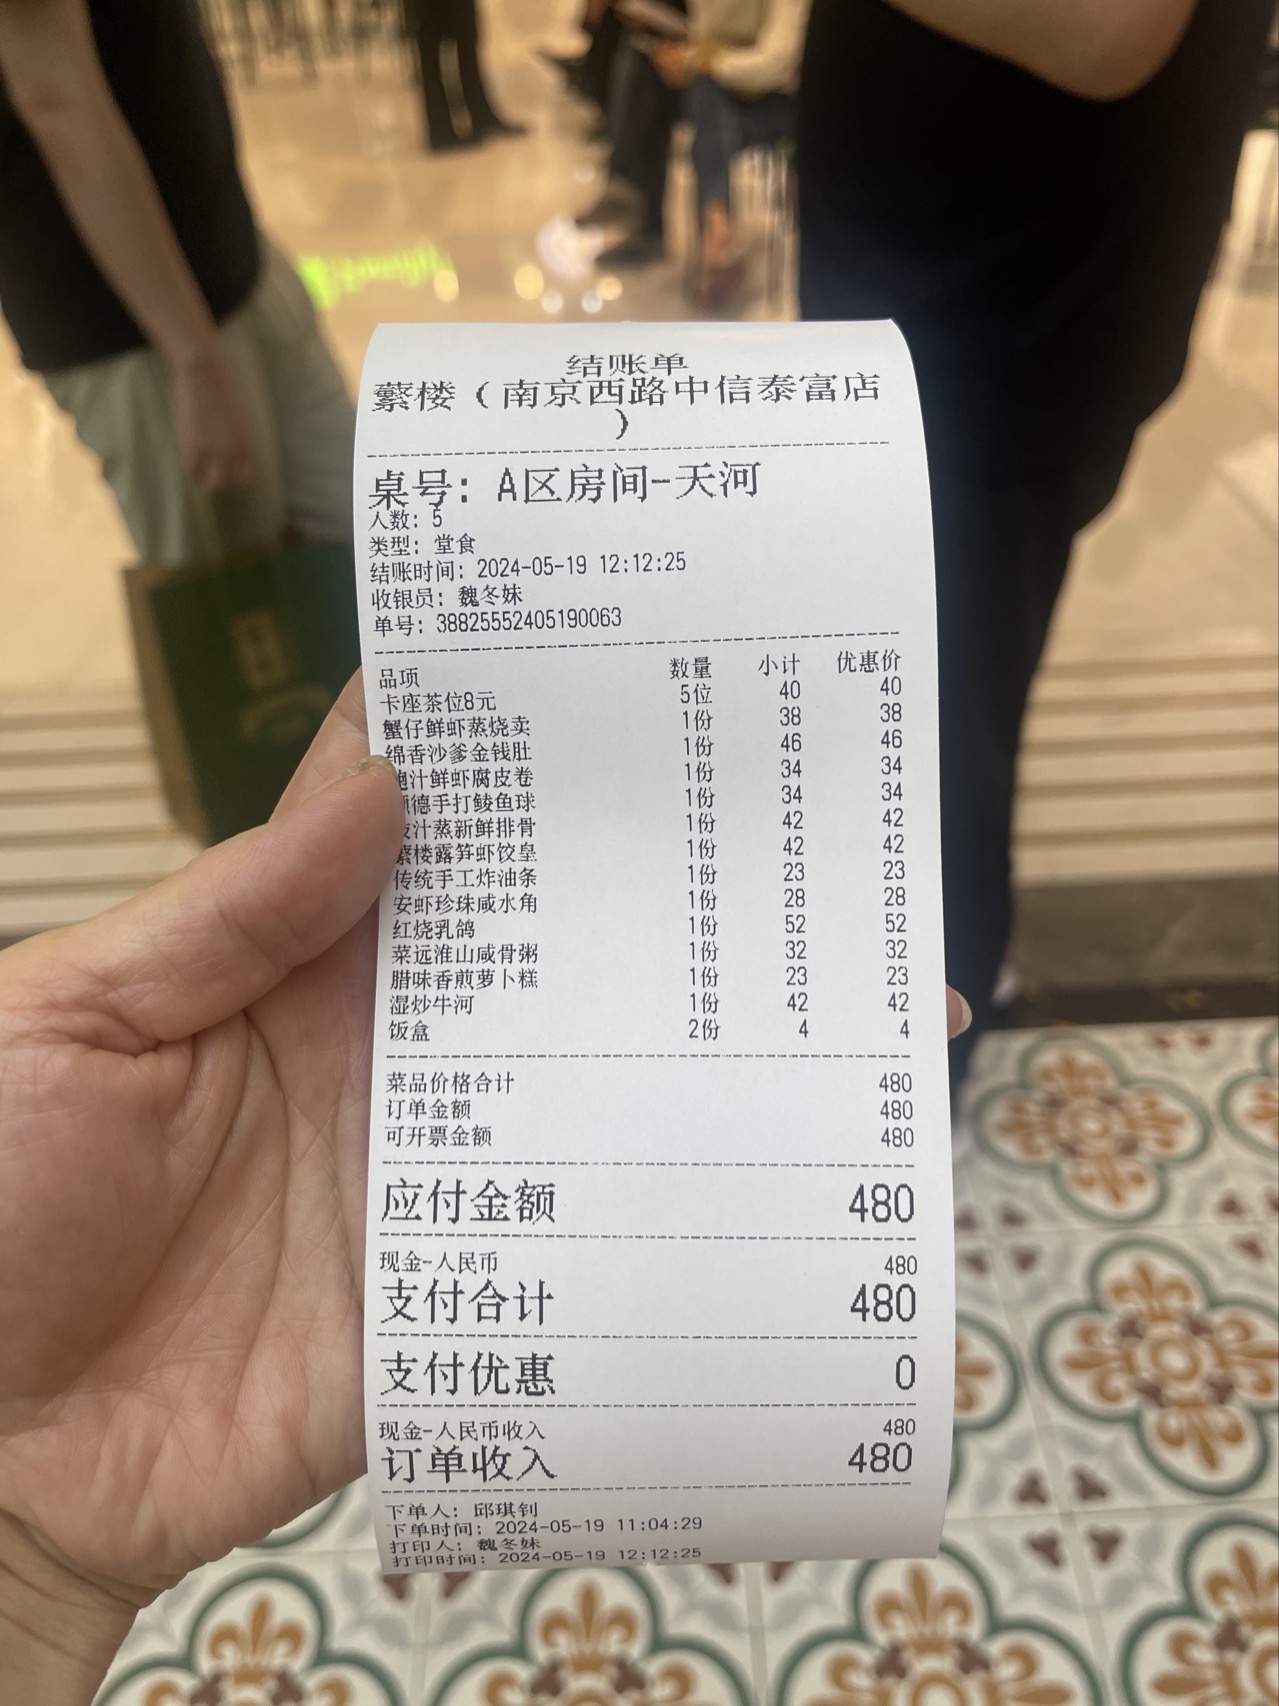 结账单
蘩楼（南京西路中信泰富店
）
桌号：A区房间-天河
人数：5
类型：堂食
结账时间：2024-05-19 12:12:25
收银员：魏冬妹
单号：38825552405190063
品项 数量 小计 优惠价
卡座茶位8元 5位 40 40
蟹仔鲜虾蒸烧卖 1份 38 38
绵香沙爹金钱肚 1份 46 46
鲍汁鲜虾腐皮卷 1份 34 34
顺德手打鲮鱼球 1份 34 34
豉汁蒸新鲜排骨 1份 42 42
蘩楼露笋虾饺皇 1份 42 42
传统手工炸油条 1份 23 23
安虾珍珠咸水角 1份 28 28
红烧乳鸽 1份 52 52
菜远淮山咸骨粥 1份 32 32
腊味香煎萝卜糕 1份 23 23
湿炒牛河 1份 42 42
饭盒 2份 4 4
菜品价格合计 480
订单金额 480
可开票金额 480
应付金额 480
现金-人民币 480
支付合计 480
支付优惠 0
现金-人民币收入 480
订单收入 480
下单人：邱琪钊
下单时间：2024-05-19 11:04:29
打印人：魏冬妹
打印时间：2024-05-19 12:12:25